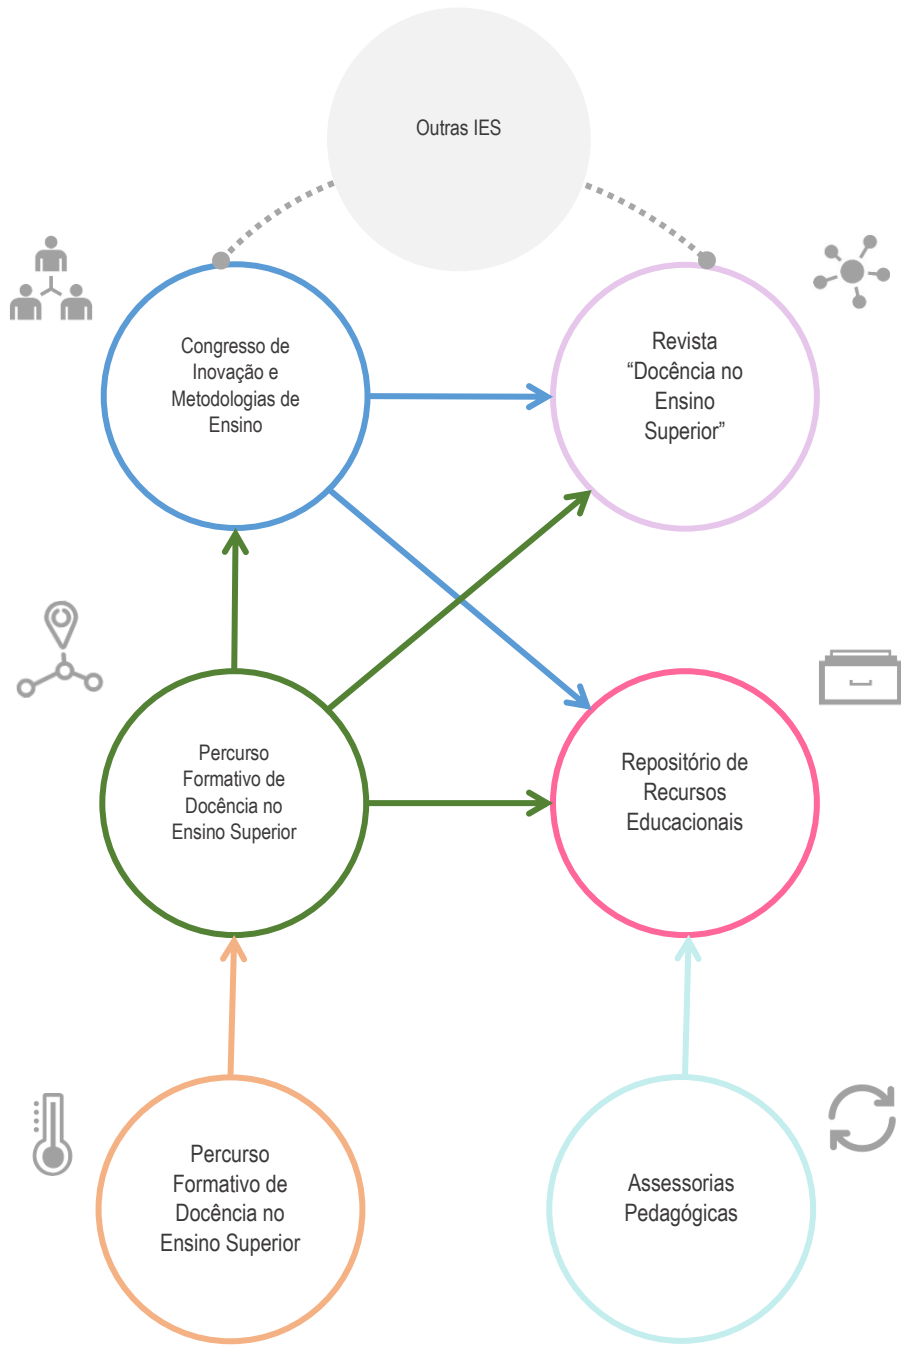 Outras IES
Congresso de
Inovação e
Metodologias de
Ensino
Revista
“Docência no
Ensino
Superior”
Percurso
Formativo de
Docência no
Ensino Superior
Repositório de
Recursos
Educacionais
Percurso
Formativo de
Docência no
Ensino Superior
Assessorias
Pedagógicas